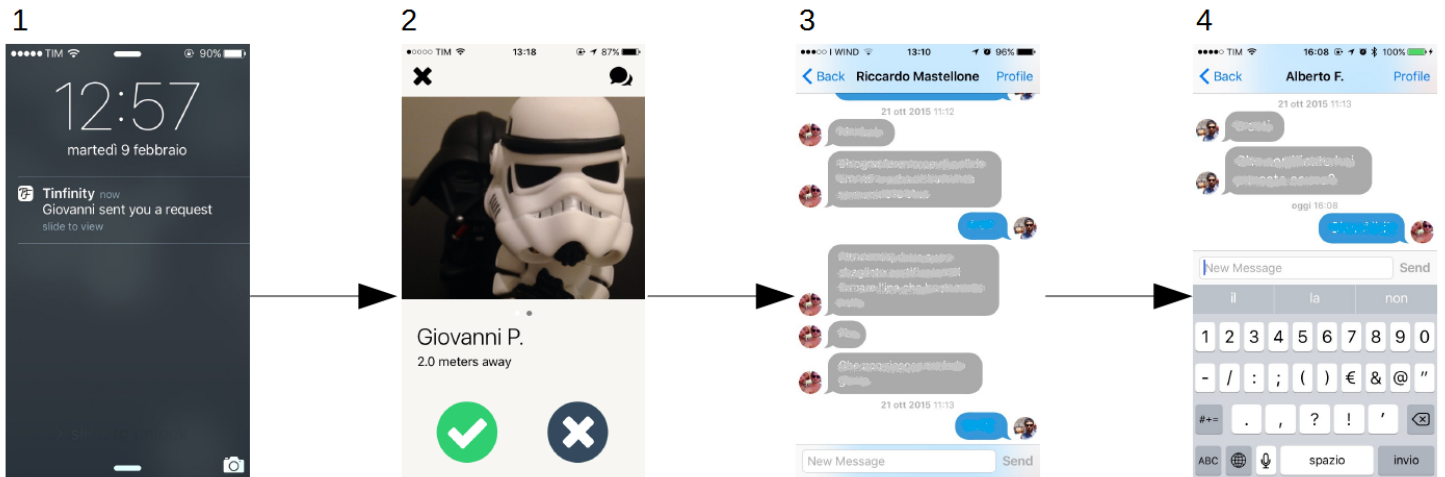 1
TIM 90%
12:57
martedì 9 febbraio
Tinfinity now
Giovanni sent you a request
slide to view
2
TIM 13:18 87%
Giovanni P.
2.0 meters away
3
I WIND 13:10 96%
Back Riccardo Mastellone Profile
21 ott 2015 11:12
21 ott 2015 11:13
New Message Send
4
TIM 16:08 100%
Back Alberto F. Profile
21 ott 2015 11:13
oggi 16:08
New Message Send
il la non
1 2 3 4 5 6 7 8 9 0
- / : ; ( ) € & @ "
#+= . , ? ! ’
ABC spazio invio